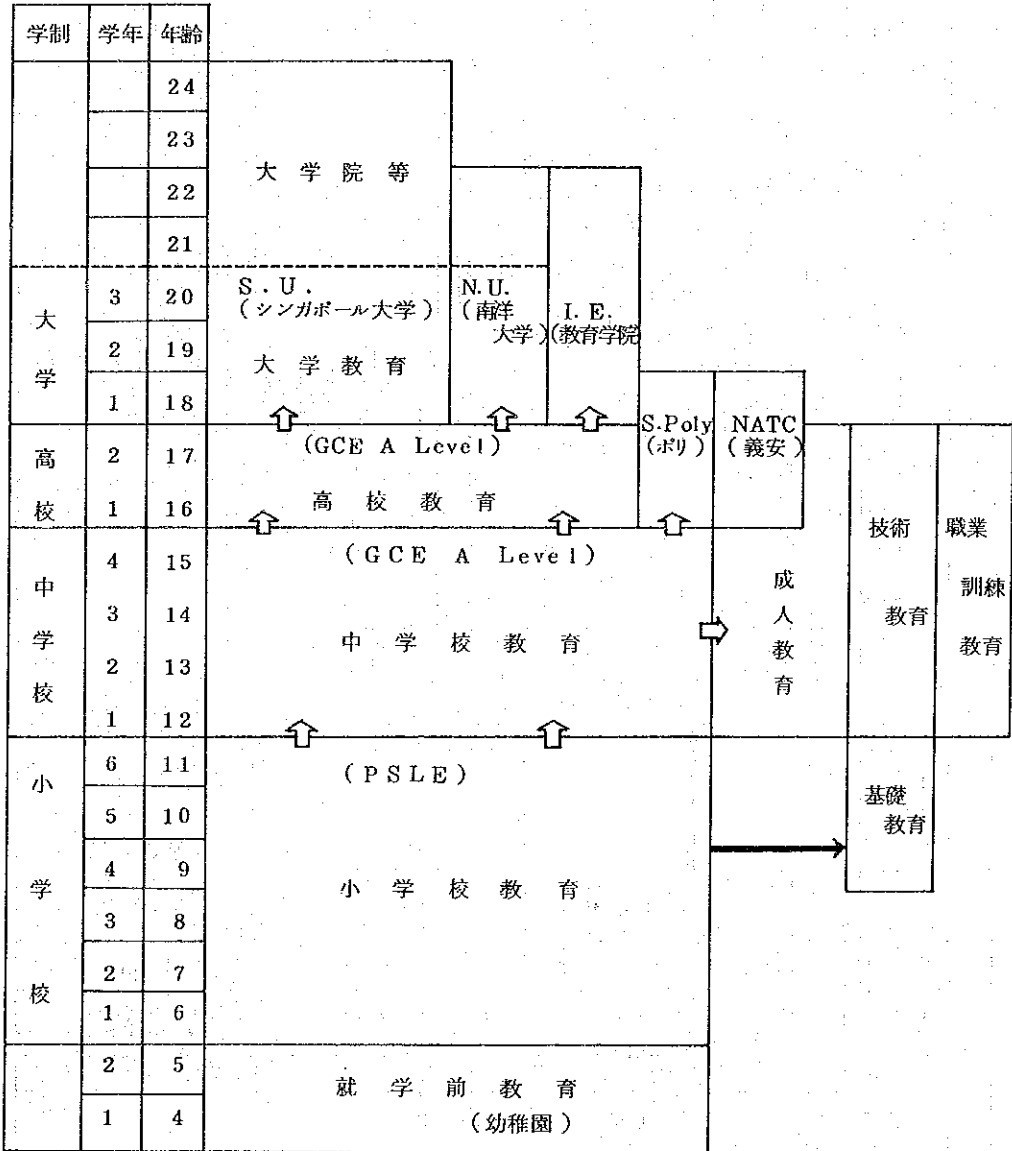 学制 学年 年齢
24
23
大学院等
22
21
3 20 S.U. N.U.
(シンガポール大学) (南洋 I.E.
大学) (教育学院)
大学 2 19 大学教育
1 18
(GCE A Level) S.Poly NATC
高校 2 17 (ポリ) (義安)
1 16 高校教育
(GCE A Level) 技術 職業
4 15 成人教育 訓練
中学校 3 14 中学校教育 教育 教育
2 13
1 12
6 11 (PSLE)
5 10 基礎
教育
小学校 4 9 小学校教育
3 8
2 7
1 6
2 5 就学前教育
1 4 (幼稚園)